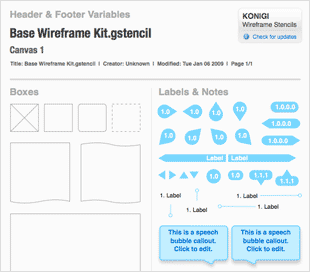 Header & Footer Variables
KONIGI
Wireframe Stencils
Check for updates
Base Wireframe Kit.gstencil
Canvas 1
Title: Base Wireframe Kit.gstencil | Creator: Unknown | Modified: Tue Jan 06 2009 | Page 1/1
Boxes
Labels & Notes
1.0 1.0 1.0 1.0 1.0.0.0
1.0.0.0
1.0 1.0 1.0 1.0 1.0.0.0
Label Label
1.0 1.0 1.1.1
1.1.1
1. Label 1. Label
1. Label 1. Label
This is a speech
bubble callout.
Click to edit.
This is a speech
bubble callout.
Click to edit.